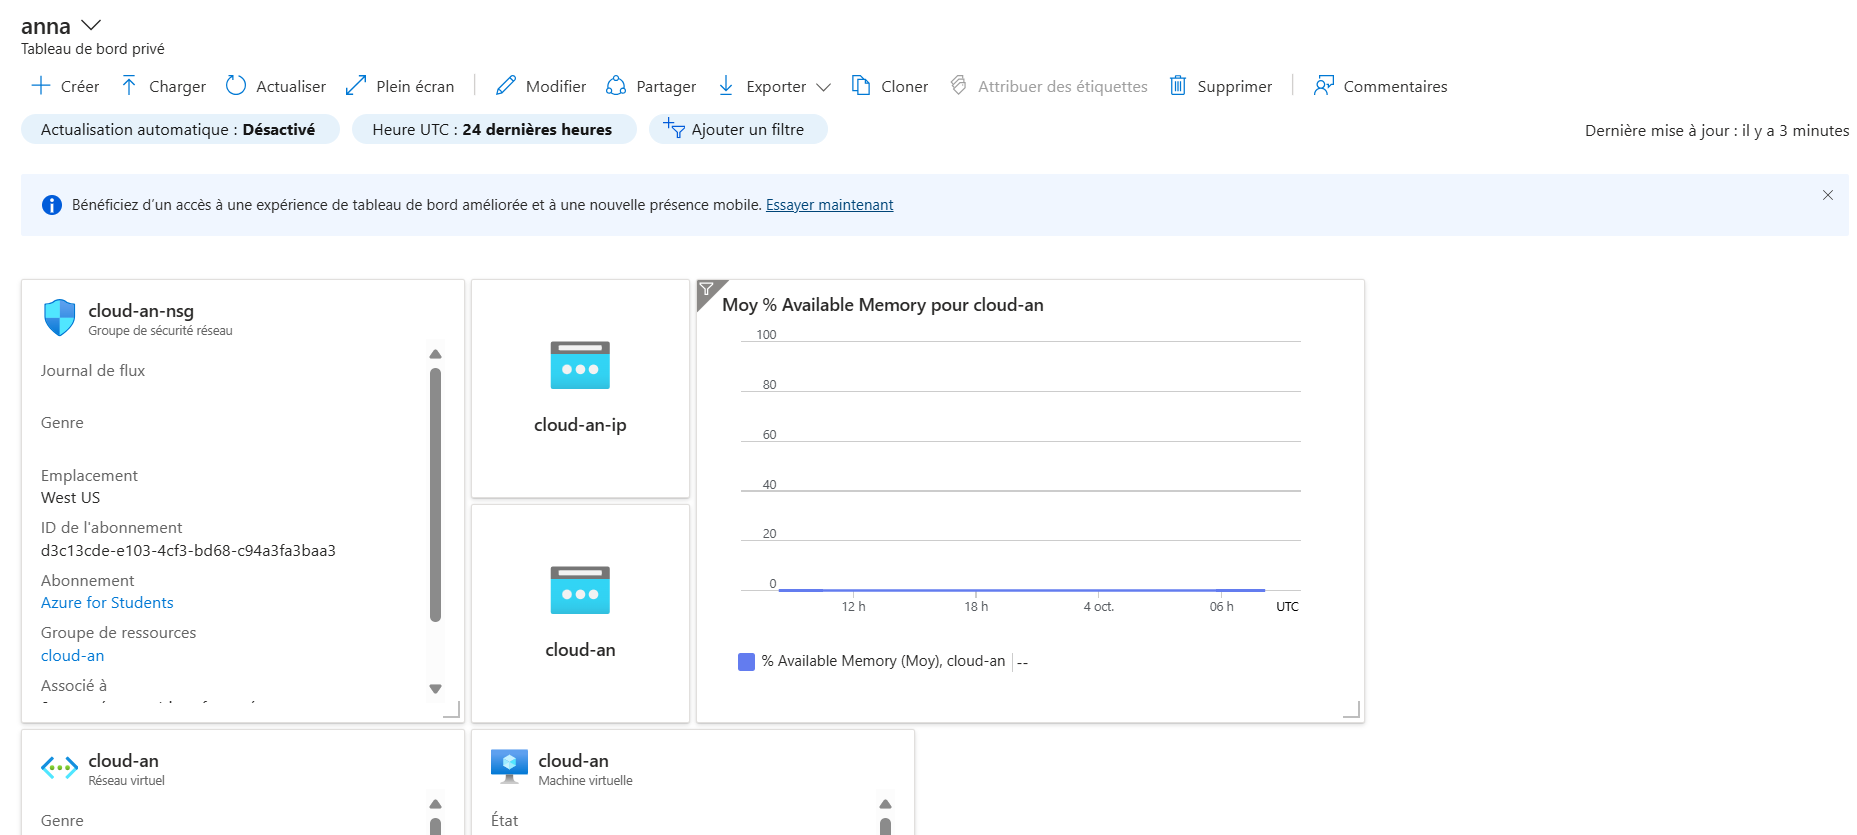 anna
Tableau de bord privé
Créer Charger Actualiser Plein écran Modifier Partager Exporter Cloner Attribuer des étiquettes Supprimer Commentaires
Actualisation automatique : Désactivé Heure UTC : 24 dernières heures Ajouter un filtre Dernière mise à jour : il y a 3 minutes
Bénéficiez d'un accès à une expérience de tableau de bord améliorée et à une nouvelle présence mobile. Essayer maintenant
cloud-an-nsg
Groupe de sécurité réseau
Journal de flux
Genre
Emplacement
West US
ID de l'abonnement
d3c13cde-e103-4cf3-bd68-c94a3fa3baa3
Abonnement
Azure for Students
Groupe de ressources
cloud-an
Associé à
cloud-an-ip
cloud-an
Moy % Available Memory pour cloud-an
100
80
60
40
20
0
12 h 18 h 4 oct. 06 h UTC
% Available Memory (Moy), cloud-an --
cloud-an
Réseau virtuel
Genre
cloud-an
Machine virtuelle
État